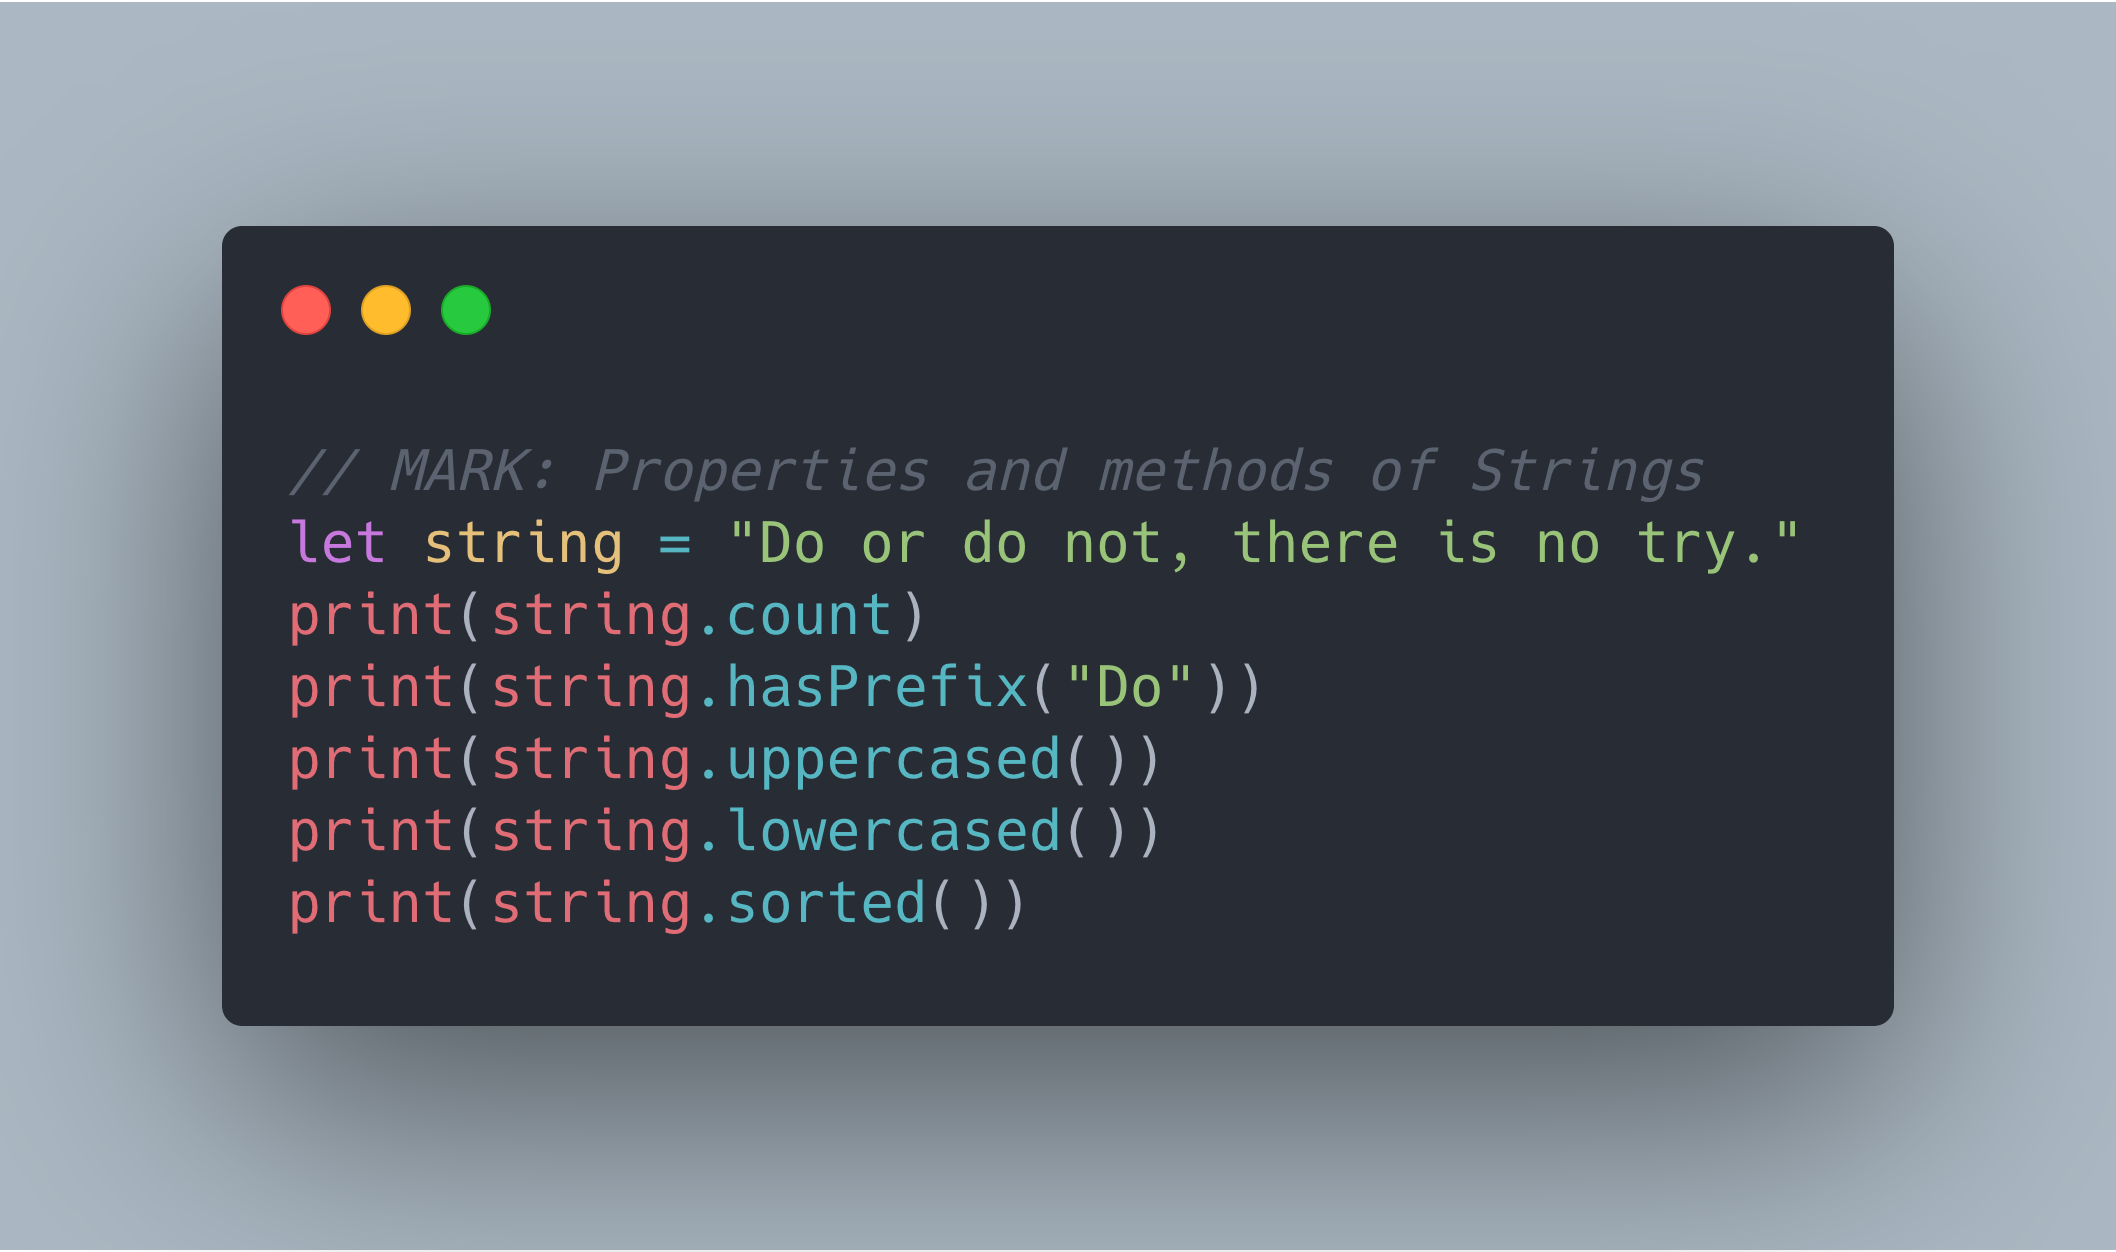 // MARK: Properties and methods of Strings
let string = "Do or do not, there is no try."
print(string.count)
print(string.hasPrefix("Do"))
print(string.uppercased())
print(string.lowercased())
print(string.sorted())